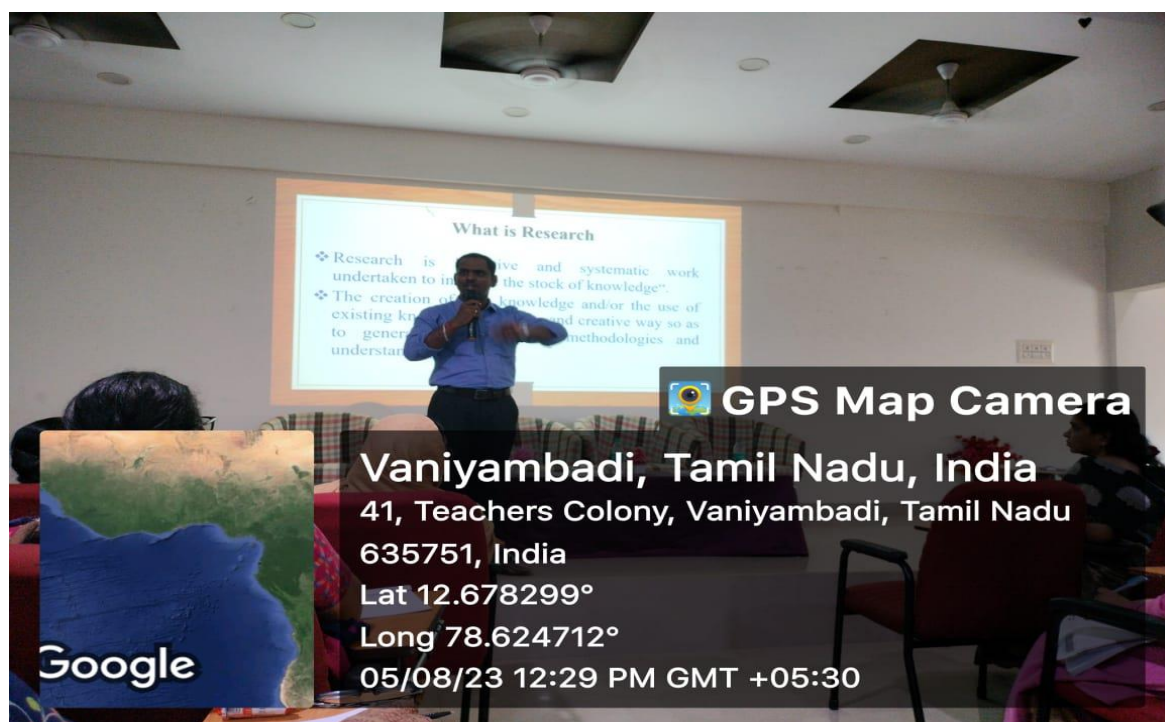 What is Research
❖ Research is ive and systematic work
undertaken to in the stock of knowledge“.
❖ The creation of knowledge and/or the use of
existing kn and creative way so as
to gener methodologies and
understan
GPS Map Camera
Vaniyambadi, Tamil Nadu, India
41, Teachers Colony, Vaniyambadi, Tamil Nadu
635751, India
Lat 12.678299°
Long 78.624712°
05/08/23 12:29 PM GMT +05:30
Google